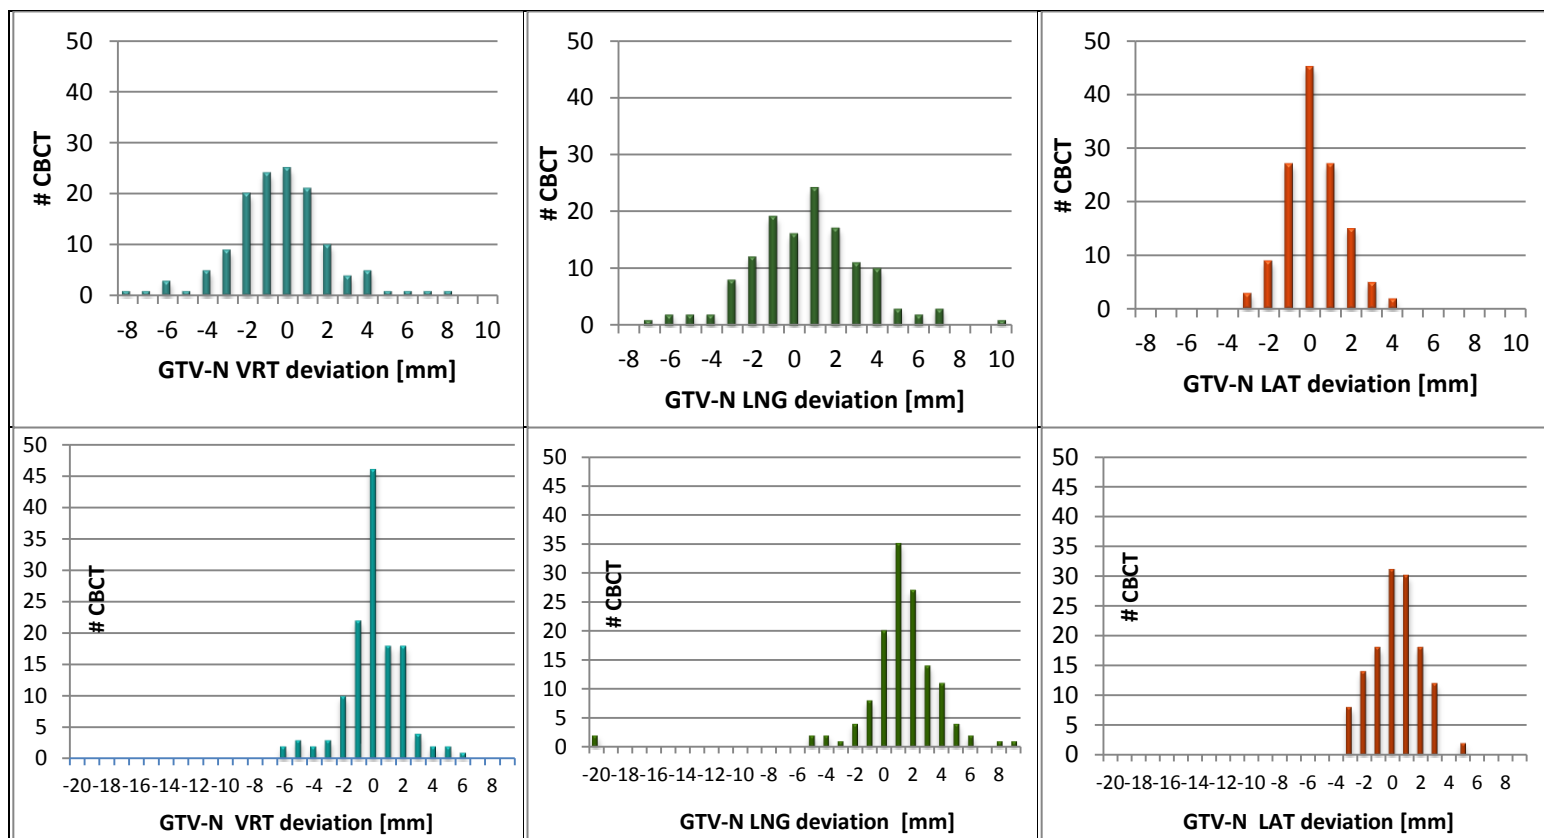 50
40
30
20
10
0
# CBCT
-8 -6 -4 -2 0 2 4 6 8 10
GTV-N VRT deviation [mm]
50
40
30
20
10
0
# CBCT
-8 -6 -4 -2 0 2 4 6 8 10
GTV-N LNG deviation [mm]
50
40
30
20
10
0
# CBCT
-8 -6 -4 -2 0 2 4 6 8 10
GTV-N LAT deviation [mm]
50
45
40
35
30
25
20
15
10
5
0
# CBCT
-20-18-16-14-12-10 -8 -6 -4 -2 0 2 4 6 8
GTV-N VRT deviation [mm]
50
45
40
35
30
25
20
15
10
5
0
# CBCT
-20-18-16-14-12-10 -8 -6 -4 -2 0 2 4 6 8
GTV-N LNG deviation [mm]
50
45
40
35
30
25
20
15
10
5
0
# CBCT
-20-18-16-14-12-10 -8 -6 -4 -2 0 2 4 6 8
GTV-N LAT deviation [mm]